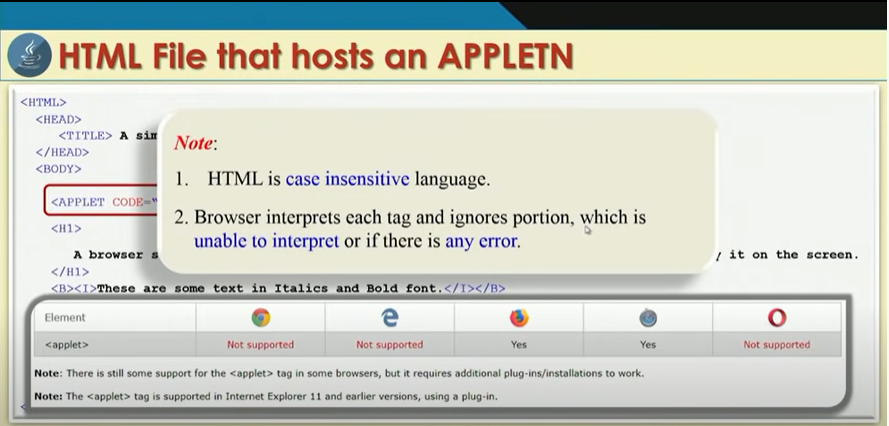 HTML File that hosts an APPLETN
<HTML>
<HEAD>
<TITLE> A sim
</HEAD>
<BODY>
<APPLET CODE="
<H1>
A browser s
it on the screen.
</H1>
<B><I>These are some text in Italics and Bold font.</I></B>
Note:
1. HTML is case insensitive language.
2. Browser interprets each tag and ignores portion, which is
unable to interpret or if there is any error.
Element
<applet> Not supported Not supported Yes Yes Not supported
Note: There is still some support for the <applet> tag in some browsers, but it requires additional plug-ins/installations to work.
Note: The <applet> tag is supported in Internet Explorer 11 and earlier versions, using a plug-in.